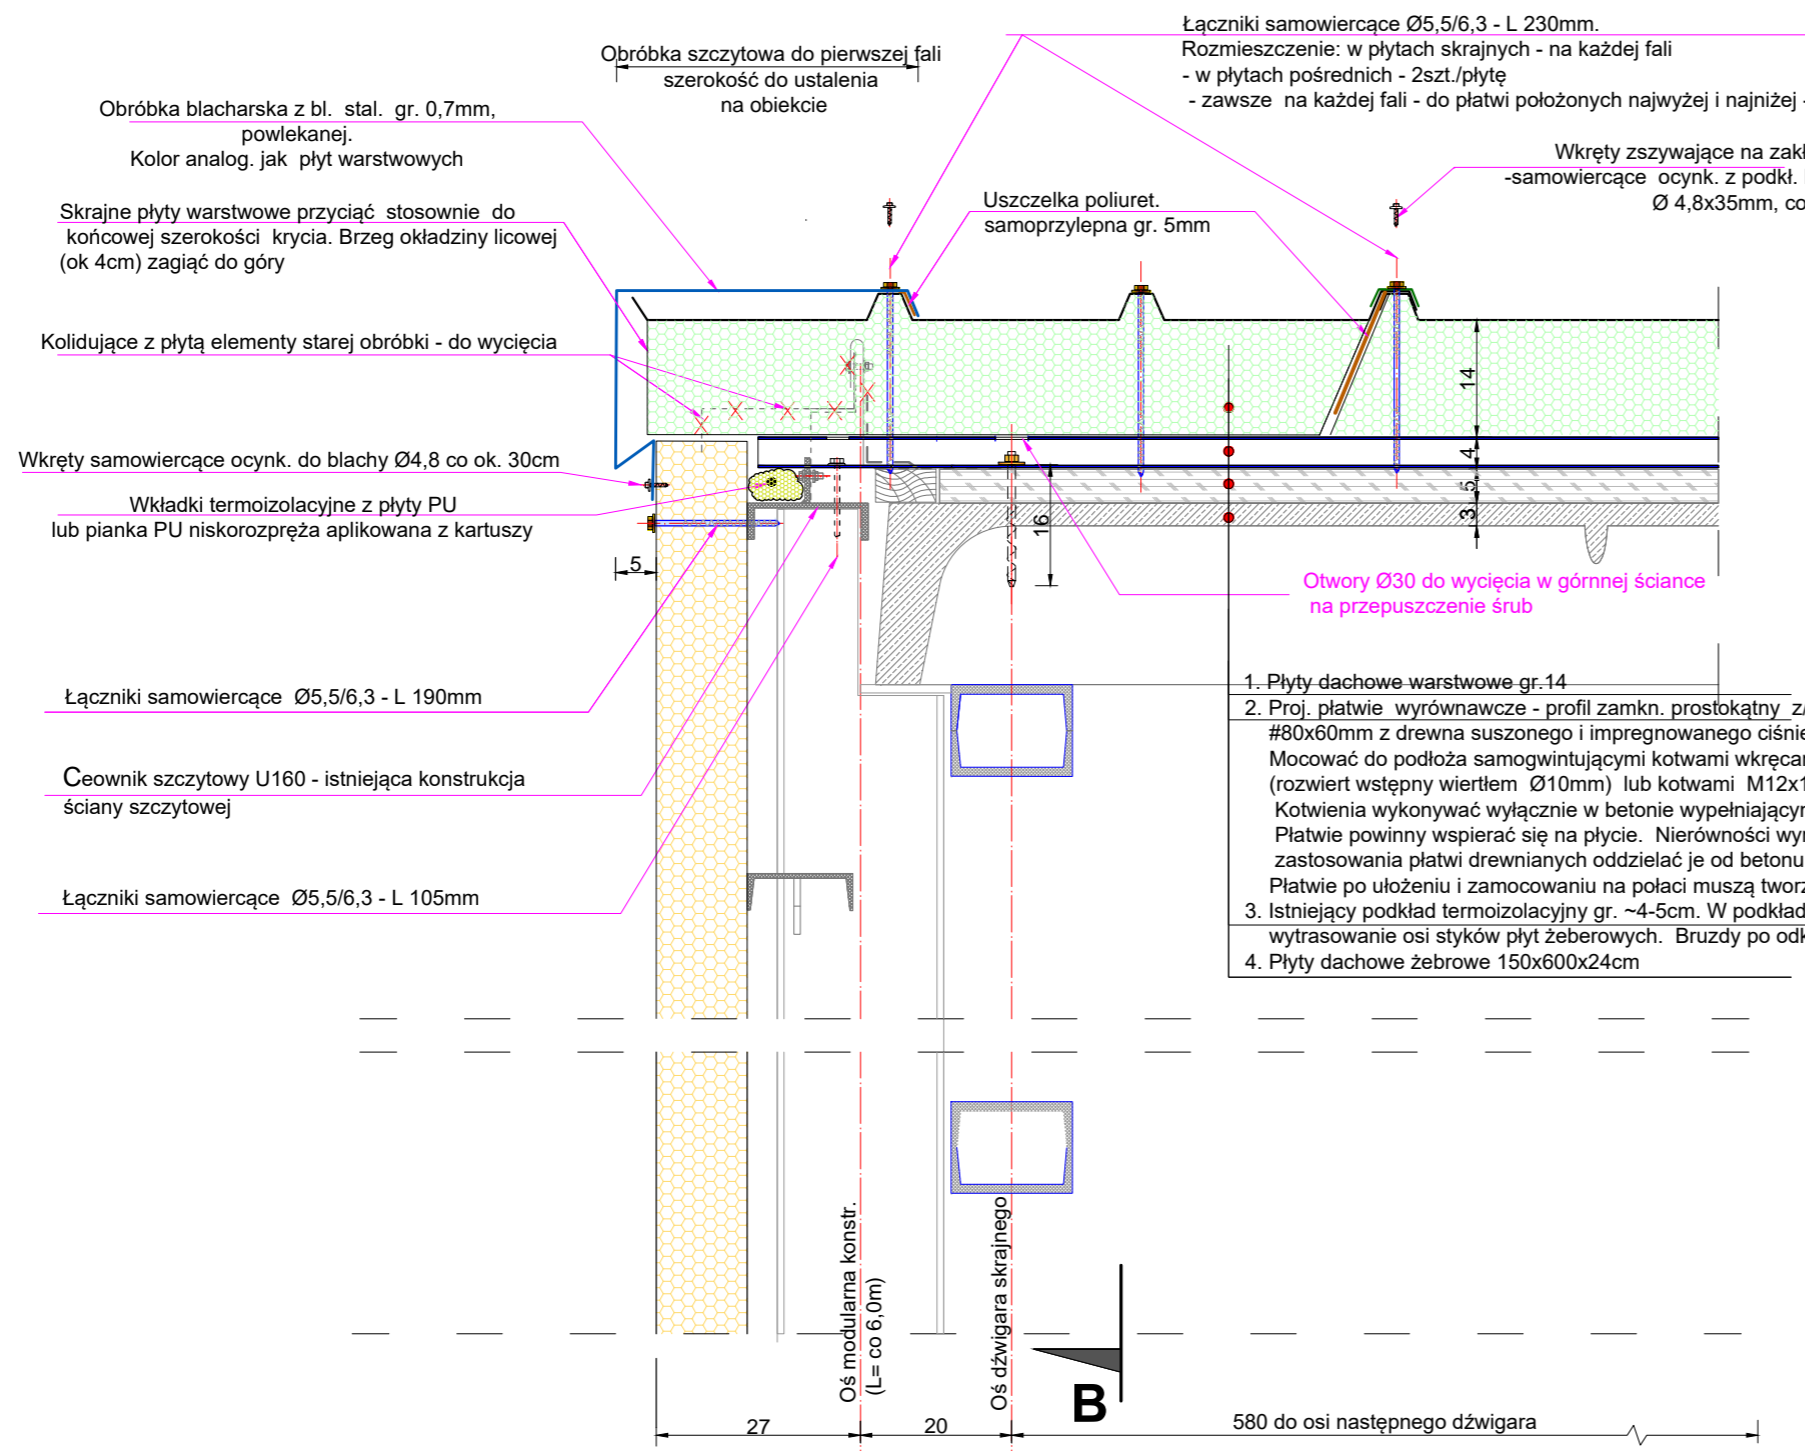 Łączniki samowiercące Ø5,5/6,3 - L 230mm.
Rozmieszczenie: w płytach skrajnych - na każdej fali
- w płytach pośrednich - 2szt./płytę
- zawsze na każdej fali - do płatwi położonych najwyżej i najniżej -
Obróbka szczytowa do pierwszej fali
szerokość do ustalenia
na obiekcie
Obróbka blacharska z bl. stal. gr. 0,7mm,
powlekanej.
Kolor analog. jak płyt warstwowych
Wkręty zszywające na zakł
-samowiercące ocynk. z podkł.
Ø 4,8x35mm, co
Uszczelka poliuret.
samoprzylepna gr. 5mm
Skrajne płyty warstwowe przyciąć stosownie do
końcowej szerokości krycia. Brzeg okładziny licowej
(ok 4cm) zagiąć do góry
Kolidujące z płytą elementy starej obróbki - do wycięcia
14
4
5
3
16
Wkręty samowiercące ocynk. do blachy Ø4,8 co ok. 30cm
Wkładki termoizolacyjne z płyty PU
lub pianka PU niskorozpręża aplikowana z kartuszy
5
Otwory Ø30 do wycięcia w górnnej ściance
na przepuszczenie śrub
Łączniki samowiercące Ø5,5/6,3 - L 190mm
Ceownik szczytowy U160 - istniejąca konstrukcja
ściany szczytowej
Łączniki samowiercące Ø5,5/6,3 - L 105mm
1. Płyty dachowe warstwowe gr.14
2. Proj. płatwie wyrównawcze - profil zamkn. prostokątny z/
#80x60mm z drewna suszonego i impregnowanego ciśnie
Mocować do podłoża samogwintującymi kotwami wkręcar
(rozwiert wstępny wiertłem Ø10mm) lub kotwami M12x1
Kotwienia wykonywać wyłącznie w betonie wypełniającyr
Płatwie powinny wspierać się na płycie. Nierówności wyr
zastosowania płatwi drewnianych oddzielać je od betonu
Płatwie po ułożeniu i zamocowaniu na połaci muszą tworz
3. Istniejący podkład termoizolacyjny gr. ~4-5cm. W podkład
wytrasowanie osi styków płyt żeberowych. Bruzdy po odk
4. Płyty dachowe żebrowe 150x600x24cm
Oś modularna konstr.
(L= co 6,0m)
Oś dźwigara skrajnego
B
27
20
580 do osi następnego dźwigara